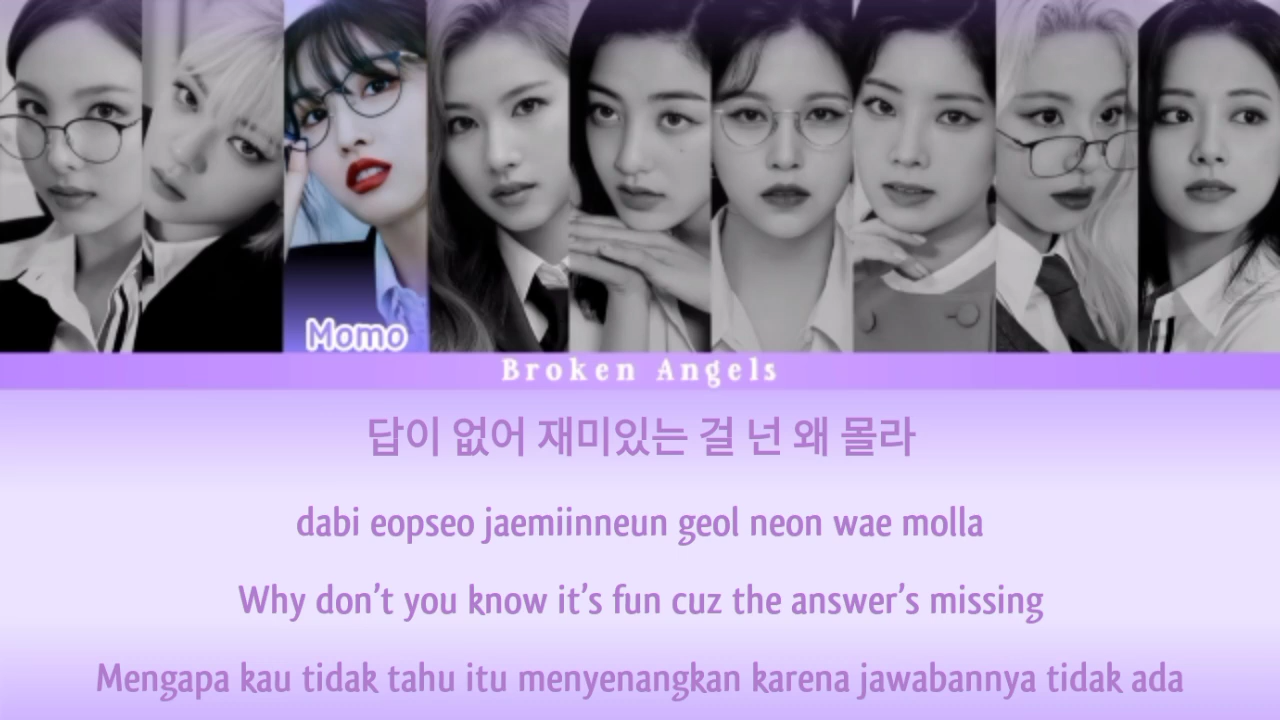 Momo
Broken Angels
답이 없어 재미있는 걸 넌 왜 몰라
dabi eopseo jaemiinneun geol neon wae molla
Why don’t you know it’s fun cuz the answer’s missing
Mengapa kau tidak tahu itu menyenangkan karena jawabannya tidak ada